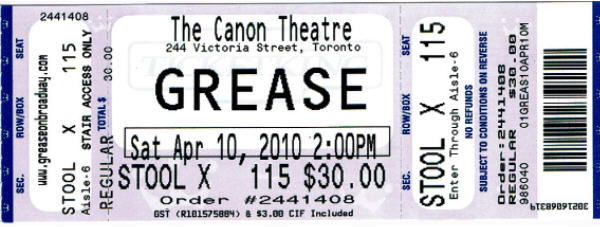 2441408
SEAT
115
ROW/BOX
X
SEC.
STOOL
Aisle-6 STAIR ACCESS ONLY
www.greaseonbroadway.com
TOTAL $
30.00
REGULAR
The Canon Theatre
244 Victoria Street, Toronto
TICKETKING
GREASE
Sat Apr 10, 2010 2:00PM
STOOL X 115 $30.00
Order #2441408
GST (R101575884) & $3.00 CIF Included
SEC. ROW/BOX SEAT
STOOL X 115
Enter Through Aisle-6
NO REFUNDS
SUBJECT TO CONDITIONS ON REVERSE
Order:2441408
REGULAR $30.00
986040 01GREAS10APR10M